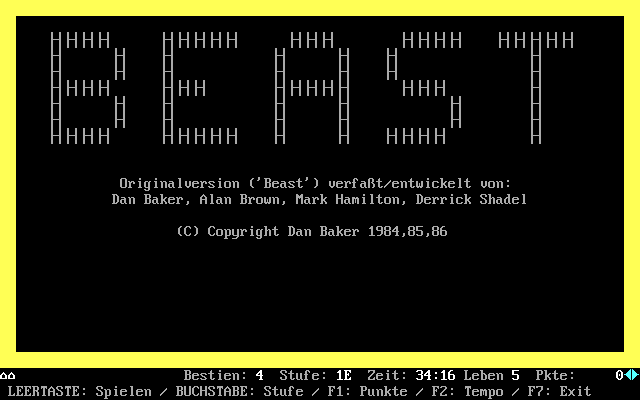 BEAST
Originalversion ('Beast') verfaßt/entwickelt von:
Dan Baker, Alan Brown, Mark Hamilton, Derrick Shadel
(C) Copyright Dan Baker 1984,85,86
Bestien: 4 Stufe: 1E Zeit: 34:16 Leben 5 Pkte: 0
LEERTASTE: Spielen / BUCHSTABE: Stufe / F1: Punkte / F2: Tempo / F7: Exit